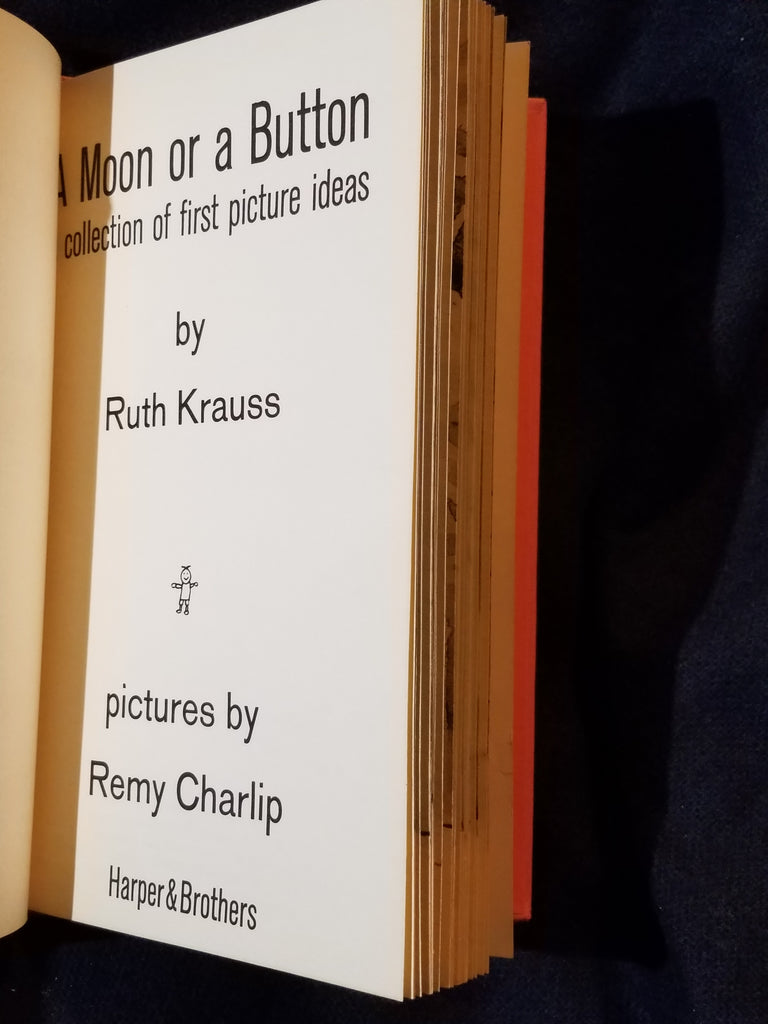 A Moon or a Button
collection of first picture ideas
by
Ruth Krauss
pictures by
Remy Charlip
Harper & Brothers